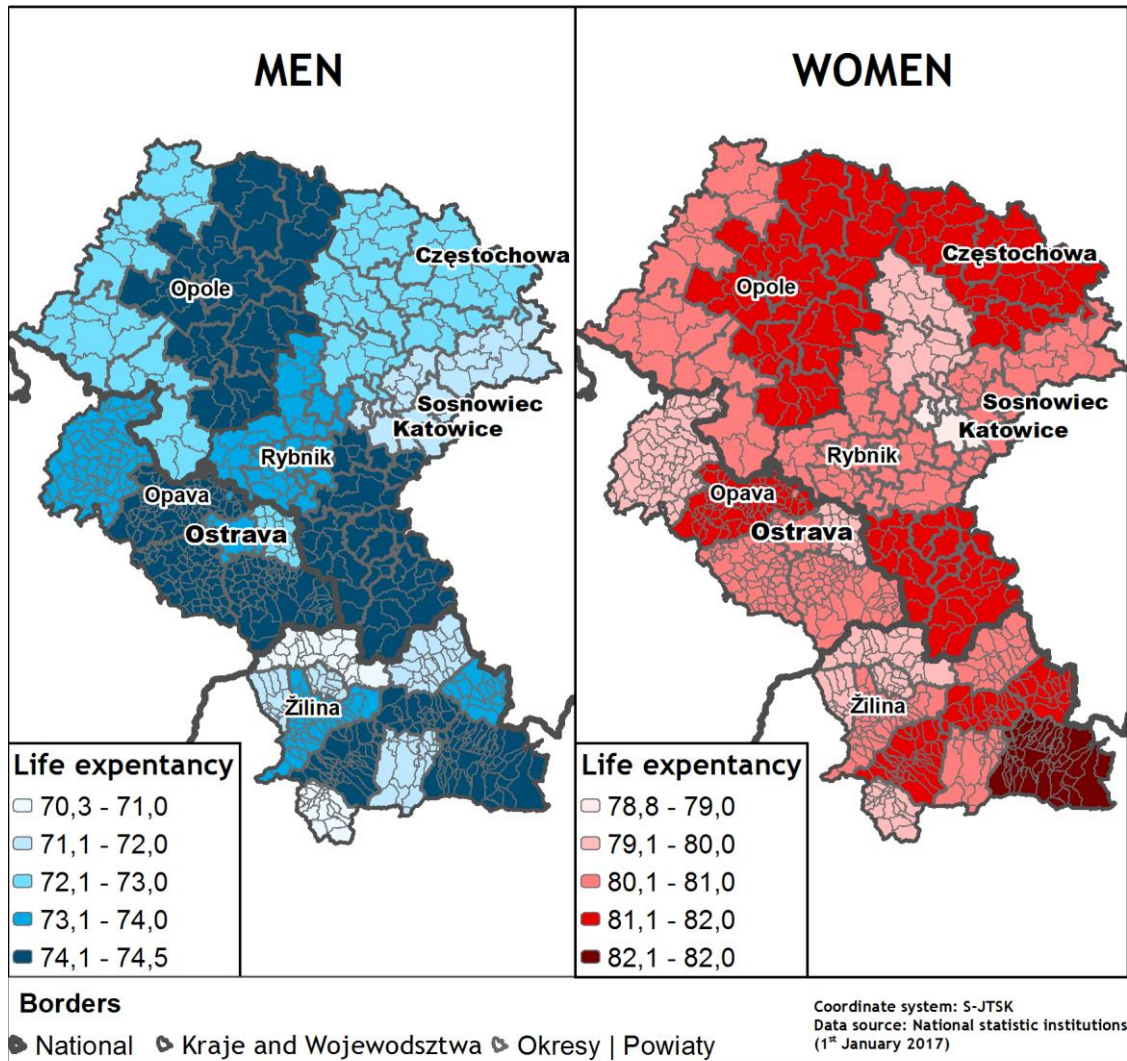 MEN
Częstochowa
Opole
Sosnowiec
Katowice
Rybnik
Opava
Ostrava
Žilina
Life expentancy
70,3 - 71,0
71,1 - 72,0
72,1 - 73,0
73,1 - 74,0
74,1 - 74,5
WOMEN
Częstochowa
Opole
Sosnowiec
Katowice
Rybnik
Opava
Ostrava
Žilina
Life expentancy
78,8 - 79,0
79,1 - 80,0
80,1 - 81,0
81,1 - 82,0
82,1 - 82,0
Borders
National Kraje and Wojewodsztwa Okresy | Powiaty
Coordinate system: S-JTSK
Data source: National statistic institutions
(1st January 2017)